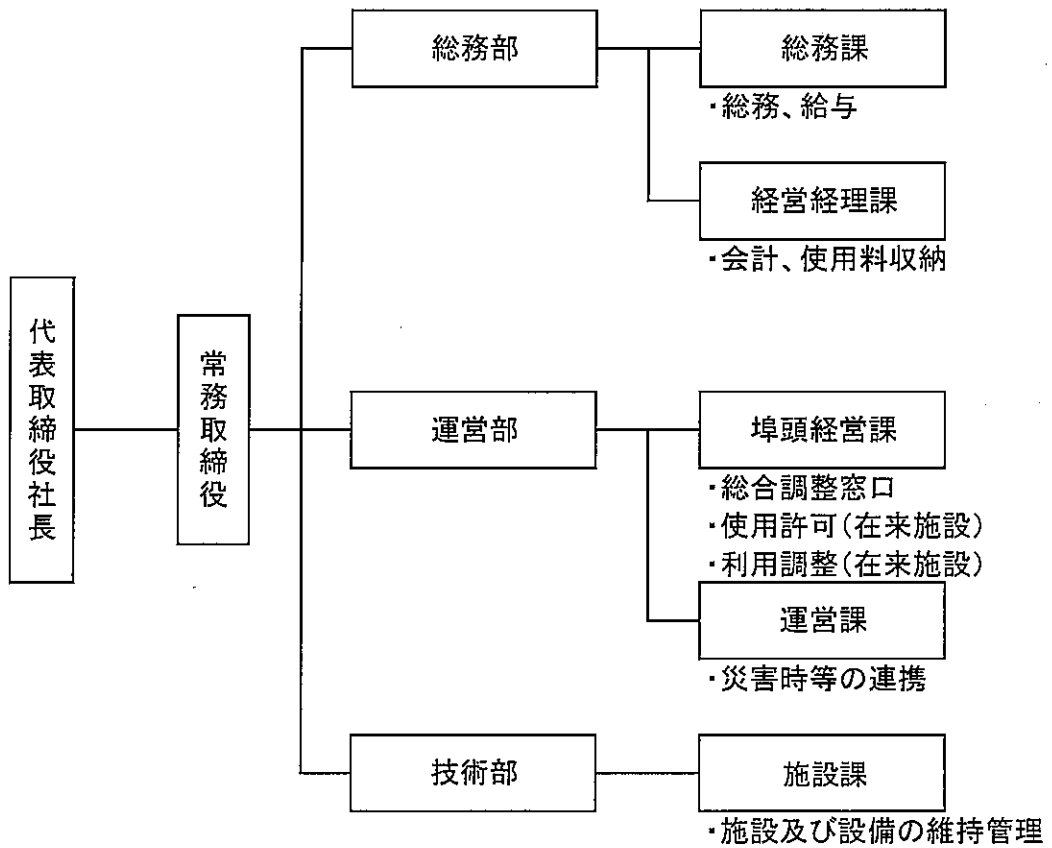 代表取締役社長
常務取締役
総務部
総務課
・総務、給与
経営経理課
・会計、使用料収納
運営部
埠頭経営課
・総合調整窓口
・使用許可（在来施設）
・利用調整（在来施設）
運営課
・災害時等の連携
技術部
施設課
・施設及び設備の維持管理